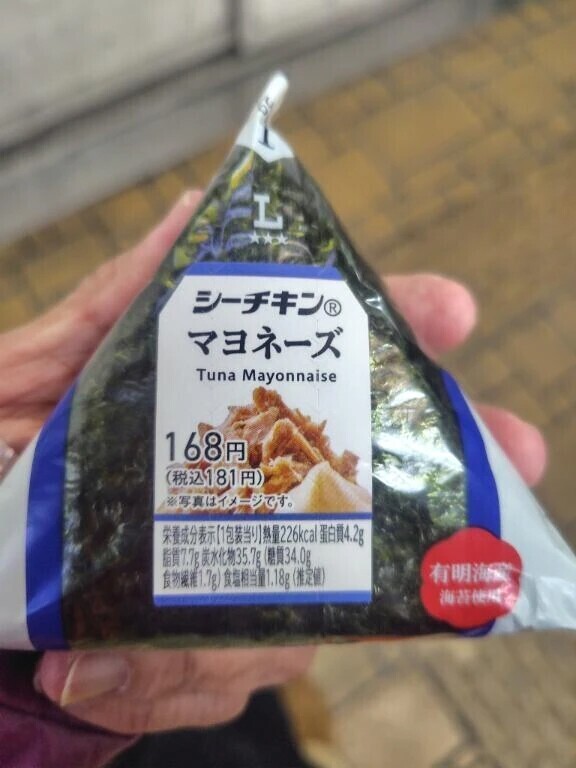 L
シーチキン®
マヨネーズ
Tuna Mayonnaise
168円
(税込181円)
※写真はイメージです。
栄養成分表示[1包装当り]熱量226kcal 蛋白質4.2g
脂質7.7g 炭水化物35.7g (糖質34.0g
食物繊維1.7g) 食塩相当量1.18g (推定値)
有明海産
海苔使用